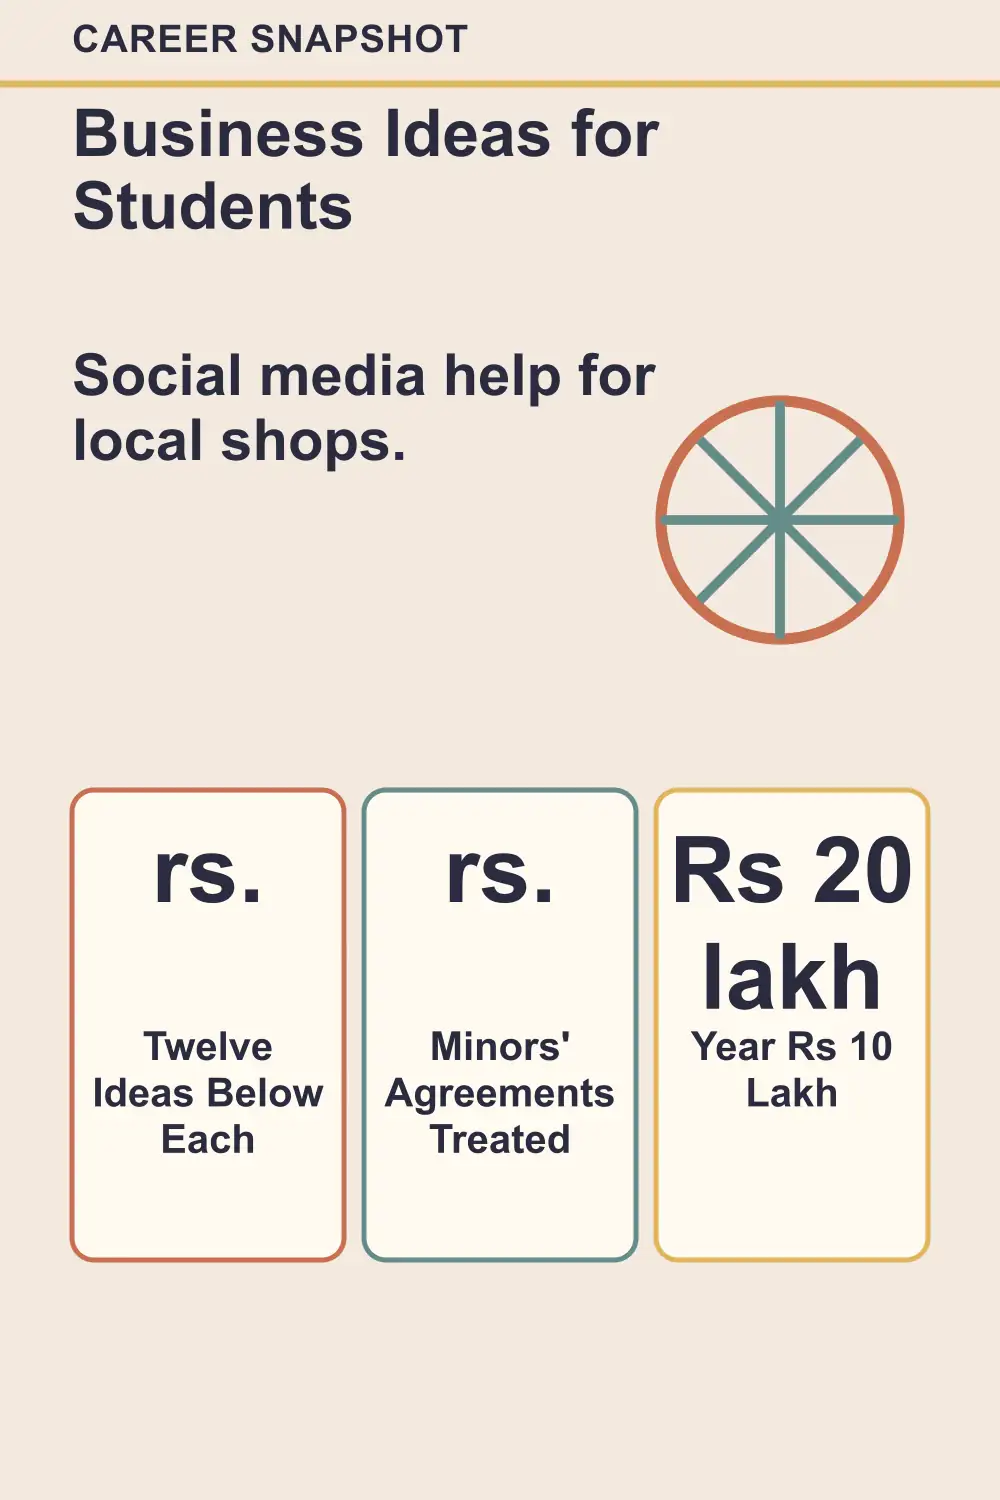 CAREER SNAPSHOT
Business Ideas for
Students
Social media help for
local shops.
rs.
Twelve
Ideas Below
Each
rs.
Minors'
Agreements
Treated
Rs 20
lakh
Year Rs 10
Lakh